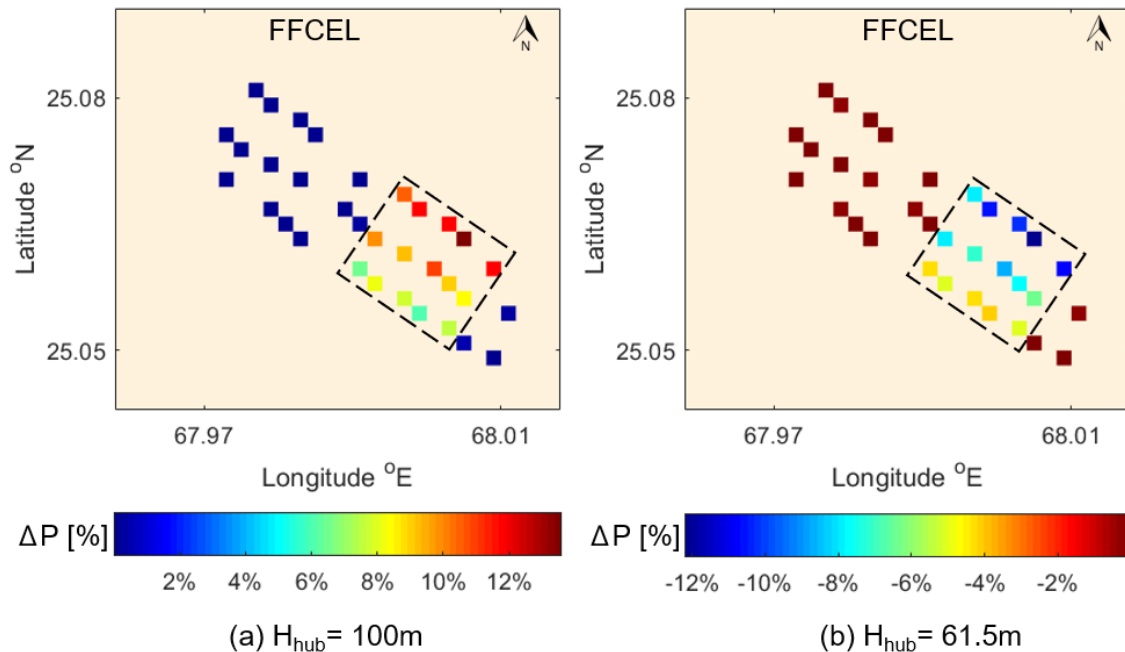 FFCEL
N
25.08
25.05
Latitude °N
67.97
68.01
Longitude °E
ΔP [%]
2%
4%
6%
8%
10%
12%
(a) H_hub= 100m
FFCEL
N
25.08
25.05
Latitude °N
67.97
68.01
Longitude °E
ΔP [%]
-12%
-10%
-8%
-6%
-4%
-2%
(b) H_hub= 61.5m